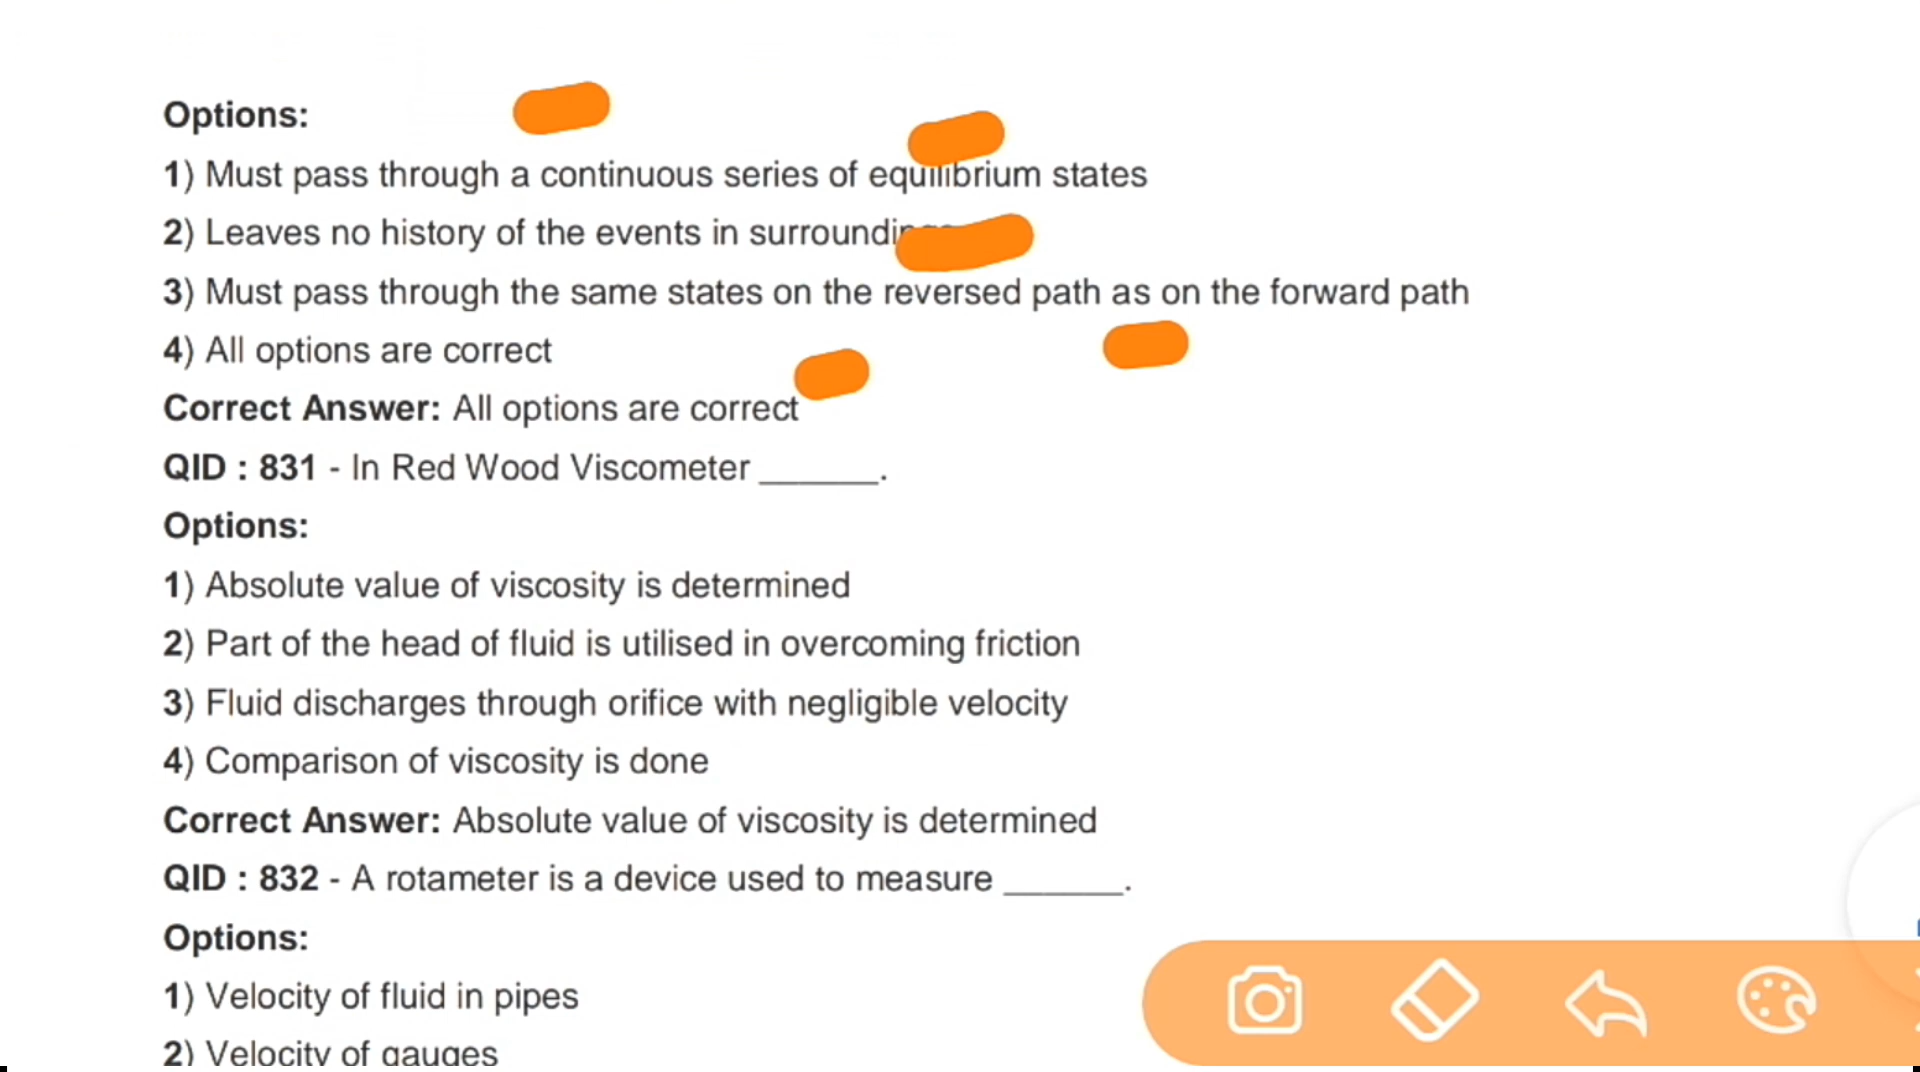 Options:
1) Must pass through a continuous series of equilibrium states
2) Leaves no history of the events in
3) Must pass through the same states on the reversed path as on the forward path
4) All options are correct
Correct Answer: All options are correct
QID : 831 - In Red Wood Viscometer ______.
Options:
1) Absolute value of viscosity is determined
2) Part of the head of fluid is utilised in overcoming friction
3) Fluid discharges through orifice with negligible velocity
4) Comparison of viscosity is done
Correct Answer: Absolute value of viscosity is determined
QID : 832 - A rotameter is a device used to measure ______.
Options:
1) Velocity of fluid in pipes
2) Velocity of gauges